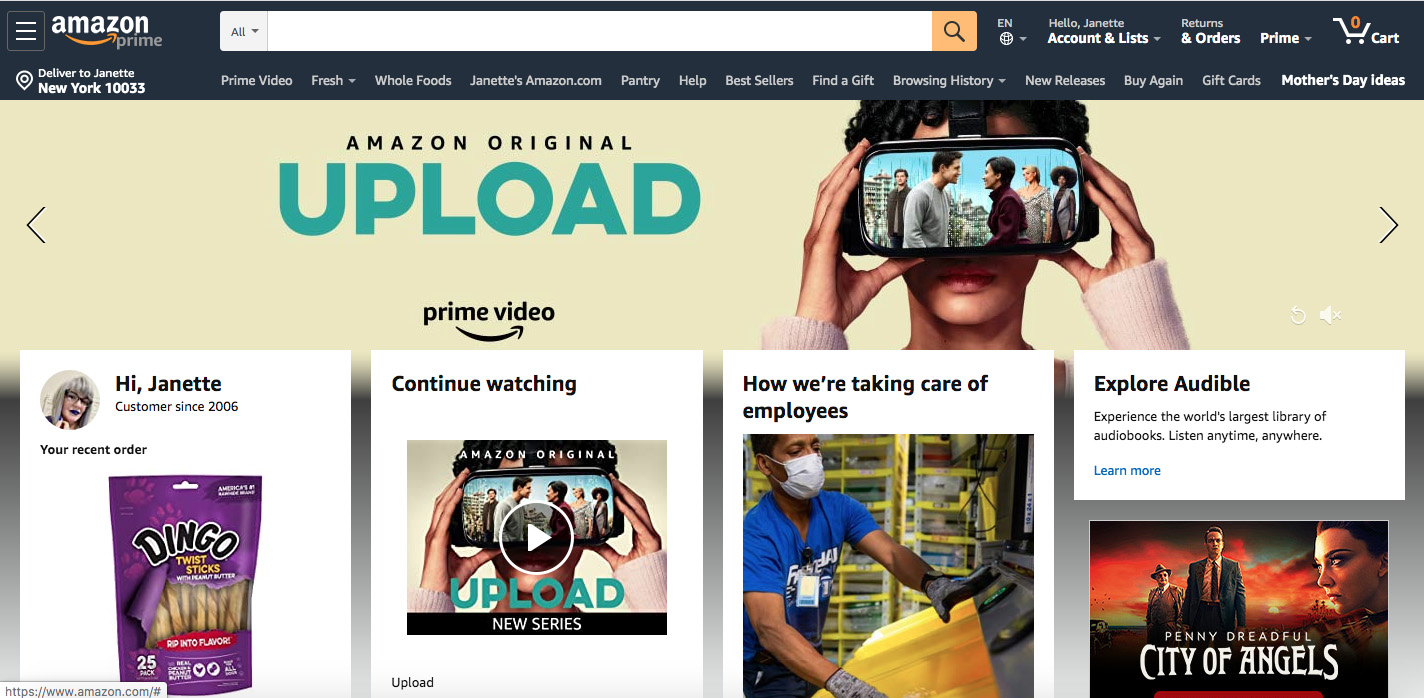 amazon
prime
All
EN
Hello, Janette
Account & Lists
Returns
& Orders
Prime
0
Cart
Deliver to Janette
New York 10033
Prime Video
Fresh
Whole Foods
Janette's Amazon.com
Pantry
Help
Best Sellers
Find a Gift
Browsing History
New Releases
Buy Again
Gift Cards
Mother's Day ideas
AMAZON ORIGINAL
UPLOAD
prime video
Hi, Janette
Customer since 2006
Your recent order
AMERICA'S #1
RAWHIDE BRAND
DINGO
TWIST
STICKS
WITH PEANUT BUTTER
RIP INTO FLAVOR!
25
PACK
REAL
CHICKEN &
PEANUT
BUTTER
https://www.amazon.com/#
Continue watching
AMAZON ORIGINAL
UPLOAD
NEW SERIES
Upload
How we're taking care of
employees
Explore Audible
Experience the world's largest library of
audiobooks. Listen anytime, anywhere.
Learn more
PENNY DREADFUL
CITY OF ANGELS